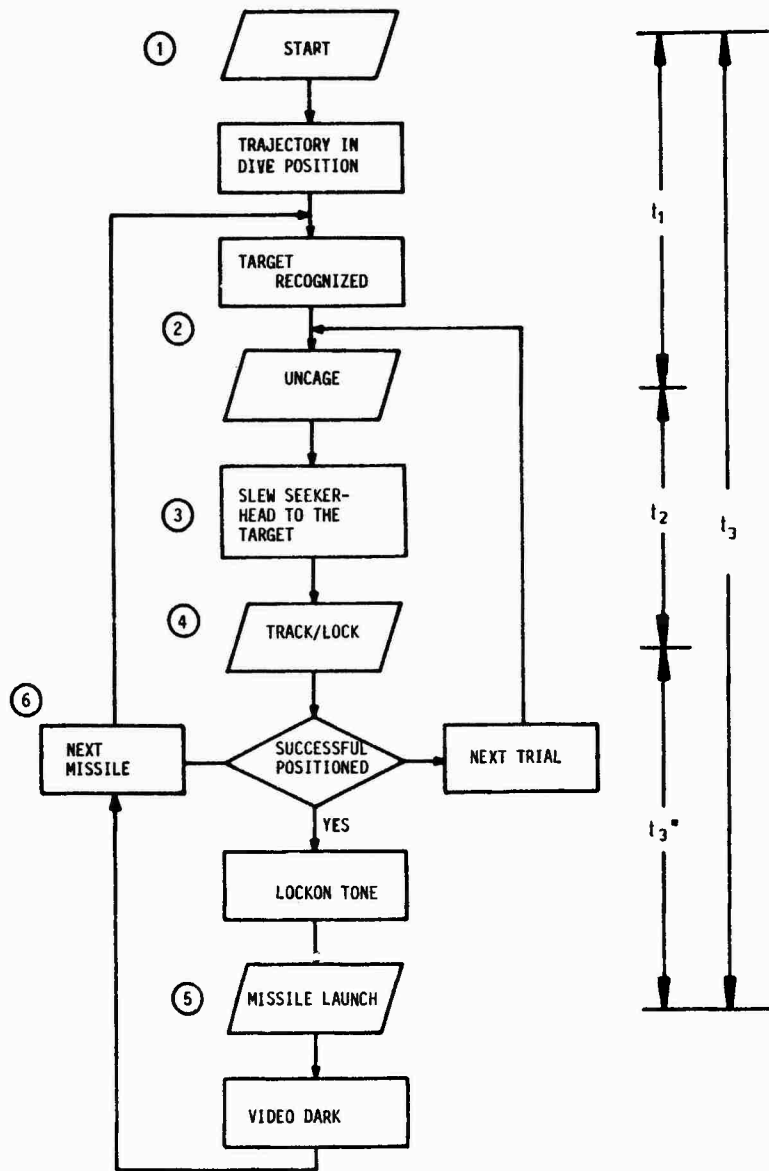 1
START
TRAJECTORY IN
DIVE POSITION
TARGET
RECOGNIZED
2
UNCAGE
3
SLEW SEEKER-
HEAD TO THE
TARGET
4
TRACK/LOCK
6
NEXT
MISSILE
SUCCESSFUL
POSITIONED
NEXT TRIAL
YES
LOCKON TONE
5
MISSILE LAUNCH
VIDEO DARK
t₁
t₂
t₃
t₃*